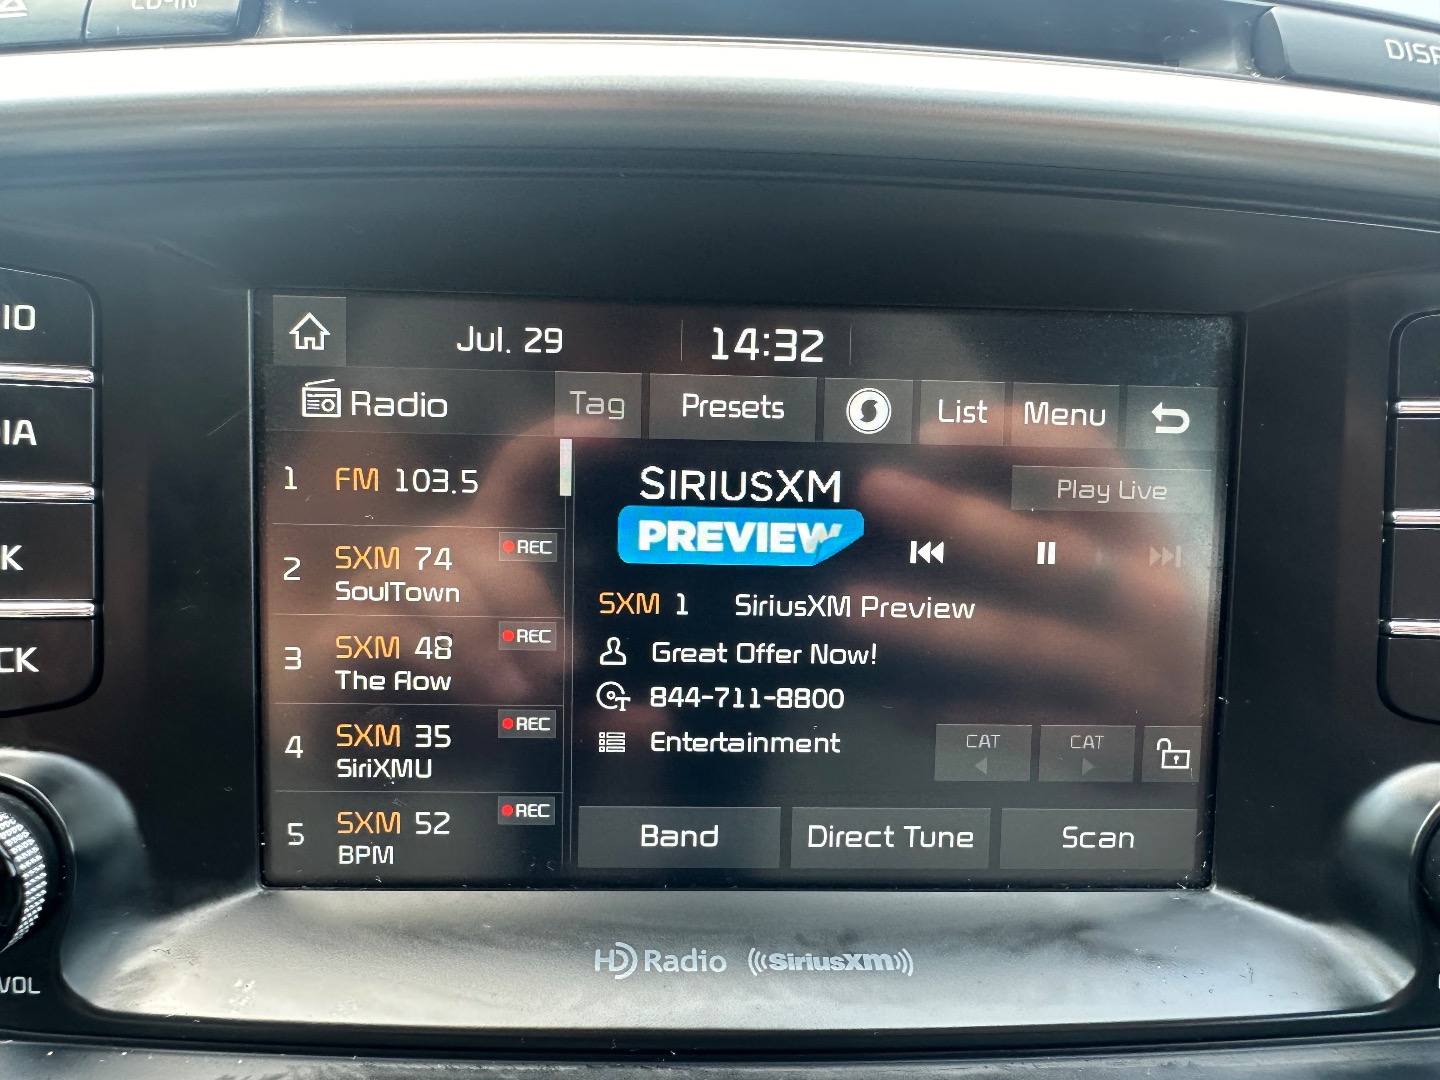 CD-IN
DISP
IO
DIA
K
CK
VOL
Jul. 29
14:32
Radio
Tag
Presets
List
Menu
1 FM 103.5
2 SXM 74
REC
SoulTown
3 SXM 48
REC
The Flow
4 SXM 35
REC
SiriXMU
5 SXM 52
REC
BPM
SIRIUSXM
PREVIEW
Play Live
SXM 1 SiriusXM Preview
Great Offer Now!
844-711-8800
Entertainment
CAT
CAT
Band
Direct Tune
Scan
HD Radio
((SiriusXM))